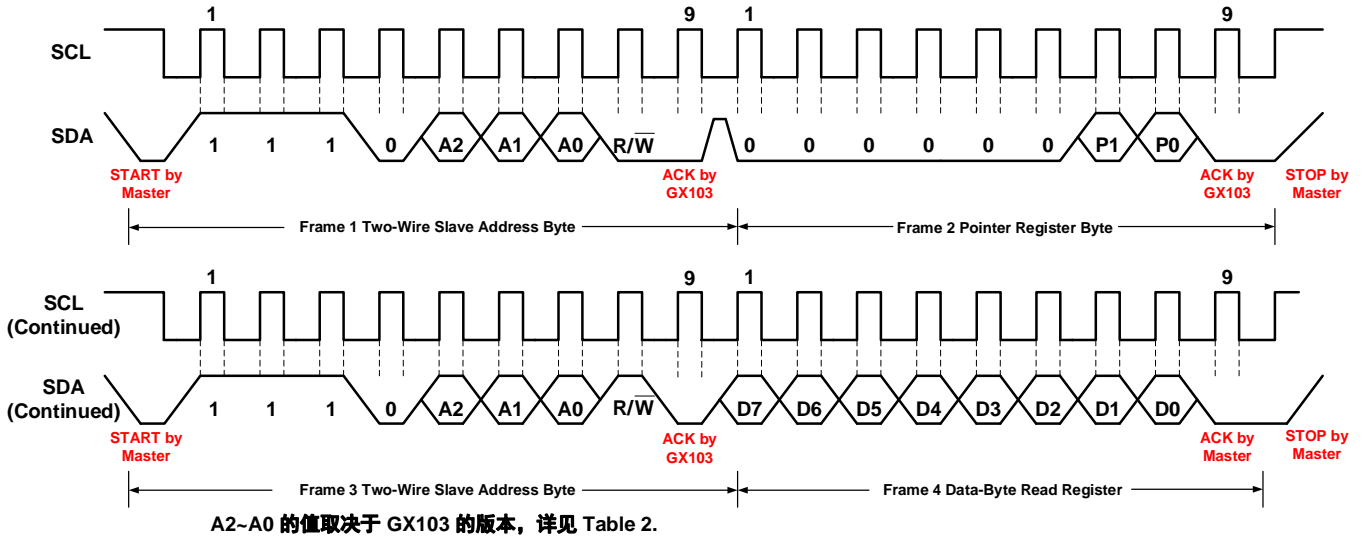 1 9 1 9
SCL
SDA
1 1 1 0 A2 A1 A0 R/W̅ 0 0 0 0 0 0 P1 P0
START by Master
ACK by GX103
ACK by GX103
STOP by Master
Frame 1 Two-Wire Slave Address Byte
Frame 2 Pointer Register Byte
1 9 1 9
SCL (Continued)
SDA (Continued)
1 1 1 0 A2 A1 A0 R/W̅ D7 D6 D5 D4 D3 D2 D1 D0
START by Master
ACK by GX103
ACK by Master
STOP by Master
Frame 3 Two-Wire Slave Address Byte
Frame 4 Data-Byte Read Register
A2~A0 的值取决于 GX103 的版本，详见 Table 2.